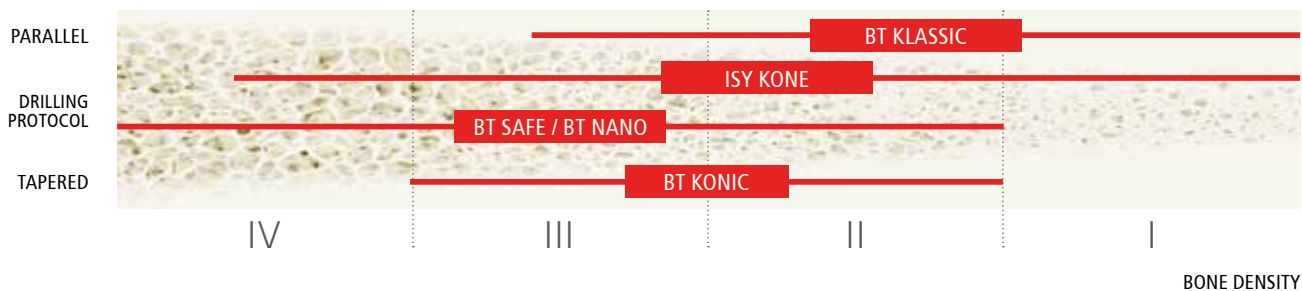 PARALLEL
BT KLASSIC
ISY KONE
DRILLING
PROTOCOL
BT SAFE / BT NANO
TAPERED
BT KONIC
IV
III
II
I
BONE DENSITY